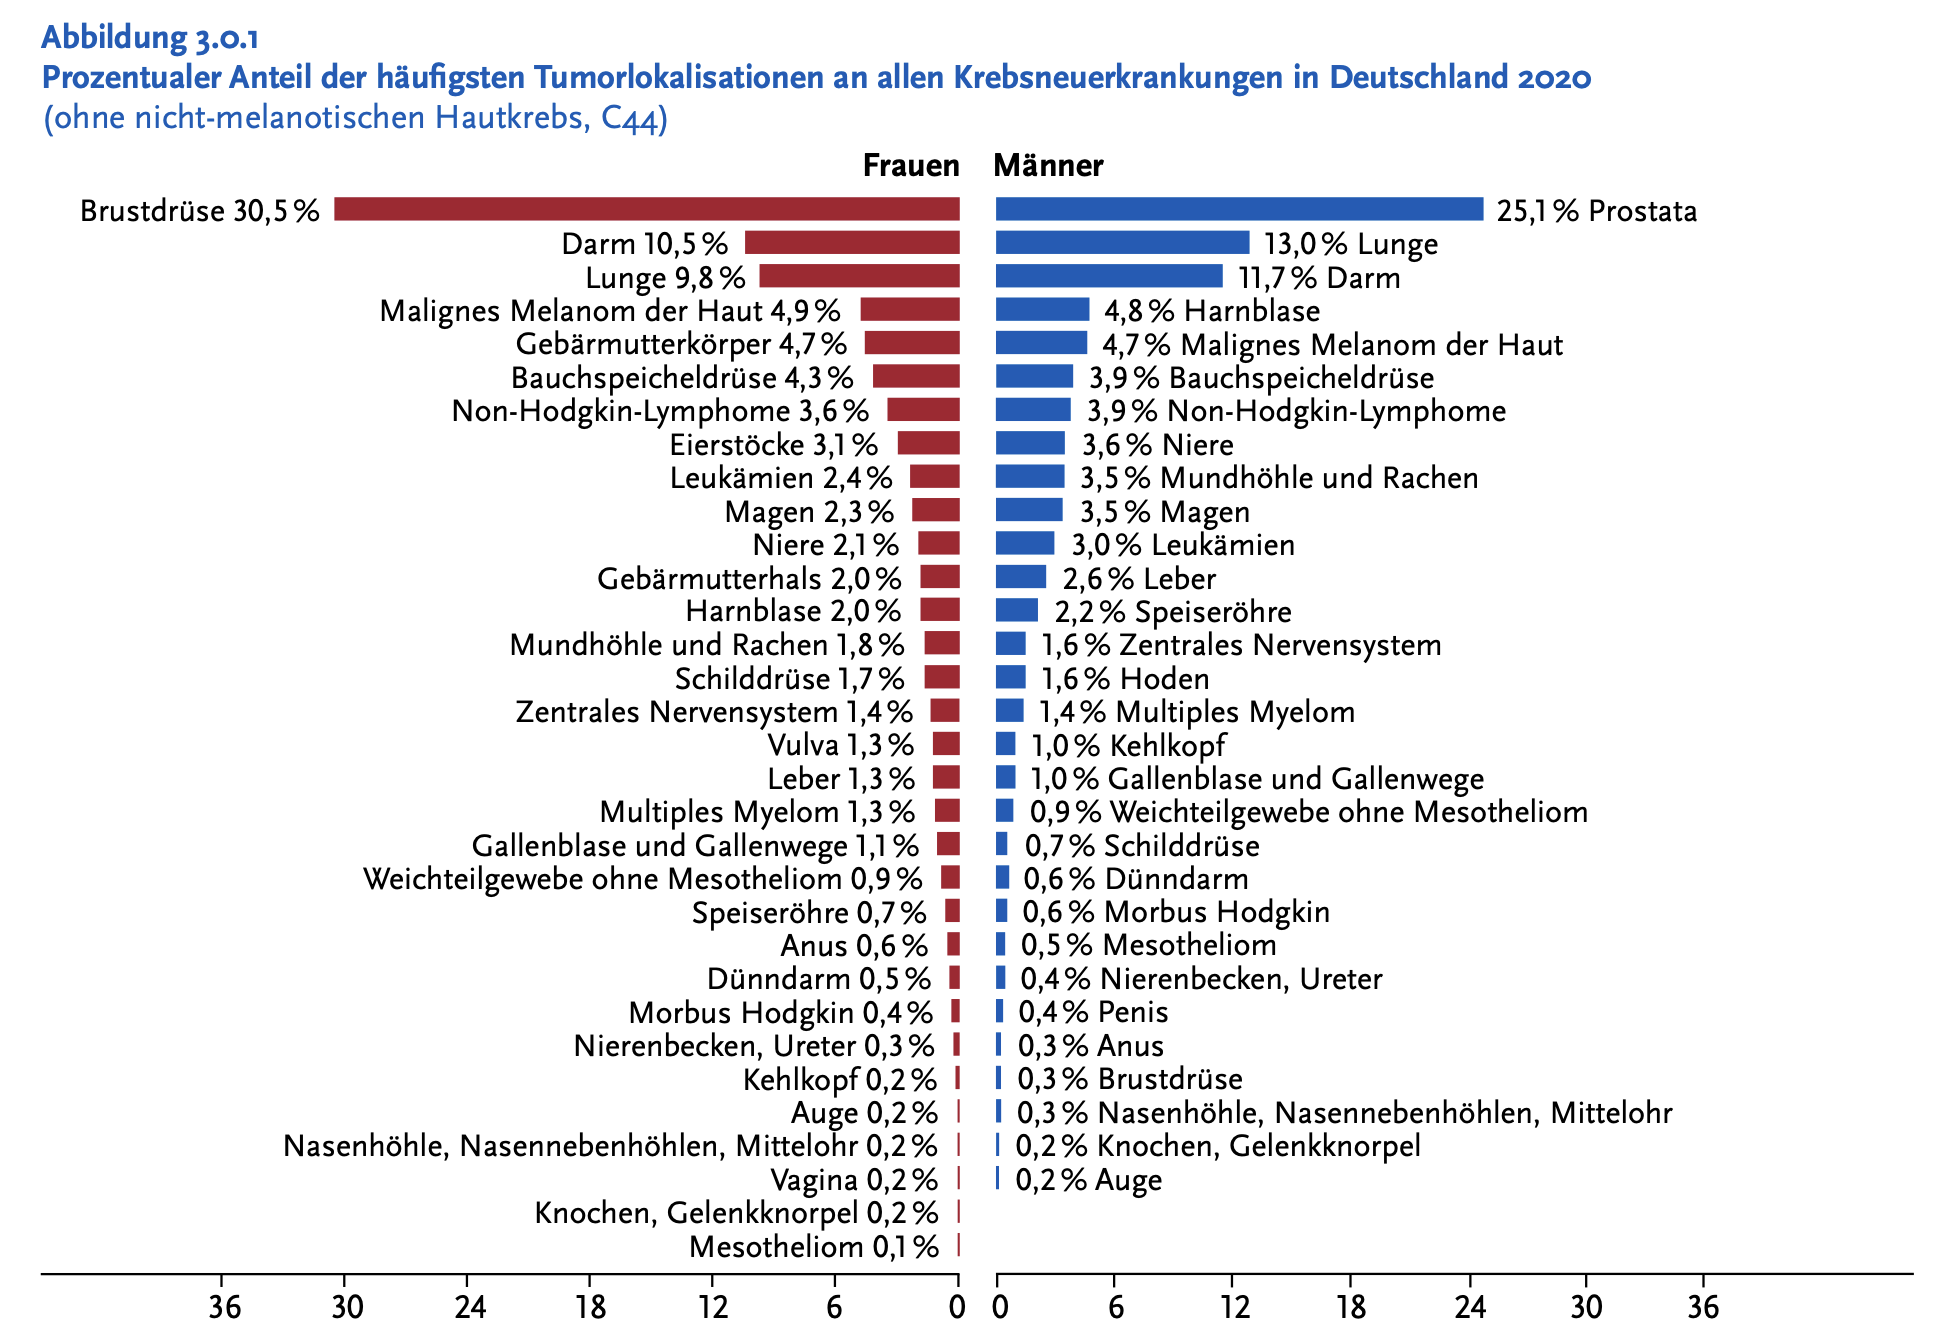 Abbildung 3.0.1
Prozentualer Anteil der häufigsten Tumorlokalisationen an allen Krebsneuerkrankungen in Deutschland 2020
(ohne nicht-melanotischen Hautkrebs, C44)
Frauen Männer
Brustdrüse 30,5 % 25,1 % Prostata
Darm 10,5 % 13,0 % Lunge
Lunge 9,8 % 11,7 % Darm
Malignes Melanom der Haut 4,9 % 4,8 % Harnblase
Gebärmutterkörper 4,7 % 4,7 % Malignes Melanom der Haut
Bauchspeicheldrüse 4,3 % 3,9 % Bauchspeicheldrüse
Non-Hodgkin-Lymphome 3,6 % 3,9 % Non-Hodgkin-Lymphome
Eierstöcke 3,1 % 3,6 % Niere
Leukämien 2,4 % 3,5 % Mundhöhle und Rachen
Magen 2,3 % 3,5 % Magen
Niere 2,1 % 3,0 % Leukämien
Gebärmutterhals 2,0 % 2,6 % Leber
Harnblase 2,0 % 2,2 % Speiseröhre
Mundhöhle und Rachen 1,8 % 1,6 % Zentrales Nervensystem
Schilddrüse 1,7 % 1,6 % Hoden
Zentrales Nervensystem 1,4 % 1,4 % Multiples Myelom
Vulva 1,3 % 1,0 % Kehlkopf
Leber 1,3 % 1,0 % Gallenblase und Gallenwege
Multiples Myelom 1,3 % 0,9 % Weichteilgewebe ohne Mesotheliom
Gallenblase und Gallenwege 1,1 % 0,7 % Schilddrüse
Weichteilgewebe ohne Mesotheliom 0,9 % 0,6 % Dünndarm
Speiseröhre 0,7 % 0,6 % Morbus Hodgkin
Anus 0,6 % 0,5 % Mesotheliom
Dünndarm 0,5 % 0,4 % Nierenbecken, Ureter
Morbus Hodgkin 0,4 % 0,4 % Penis
Nierenbecken, Ureter 0,3 % 0,3 % Anus
Kehlkopf 0,2 % 0,3 % Brustdrüse
Auge 0,2 % 0,3 % Nasenhöhle, Nasennebenhöhlen, Mittelohr
Nasenhöhle, Nasennebenhöhlen, Mittelohr 0,2 % 0,2 % Knochen, Gelenkknorpel
Vagina 0,2 % 0,2 % Auge
Knochen, Gelenkknorpel 0,2 %
Mesotheliom 0,1 %
36 30 24 18 12 6 0 0 6 12 18 24 30 36